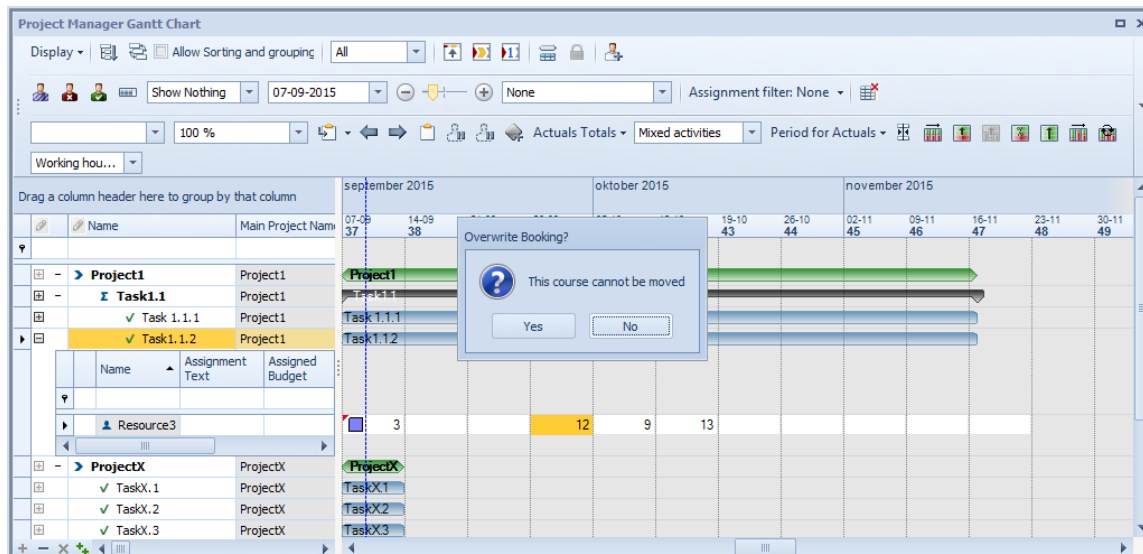 Project Manager Gantt Chart
Display Allow Sorting and grouping All
Show Nothing 07-09-2015 None Assignment filter: None
100 % Actuals Totals Mixed activities Period for Actuals
Working hou...
Drag a column header here to group by that column
september 2015 oktober 2015 november 2015
Name Main Project Nam
07-09 14-09 19-10 26-10 02-11 09-11 16-11 23-11 30-11
37 38 43 44 45 46 47 48 49
Overwrite Booking?
This course cannot be moved
Yes No
Project1 Project1 Project1
Σ Task1.1 Project1 Task1.1
Task 1.1.1 Project1 Task 1.1.1
Task1.1.2 Project1 Task1.1.2
Name Assignment Text Assigned Budget
Resource3 3 12 9 13
ProjectX ProjectX ProjectX
TaskX.1 ProjectX TaskX.1
TaskX.2 ProjectX TaskX.2
TaskX.3 ProjectX TaskX.3